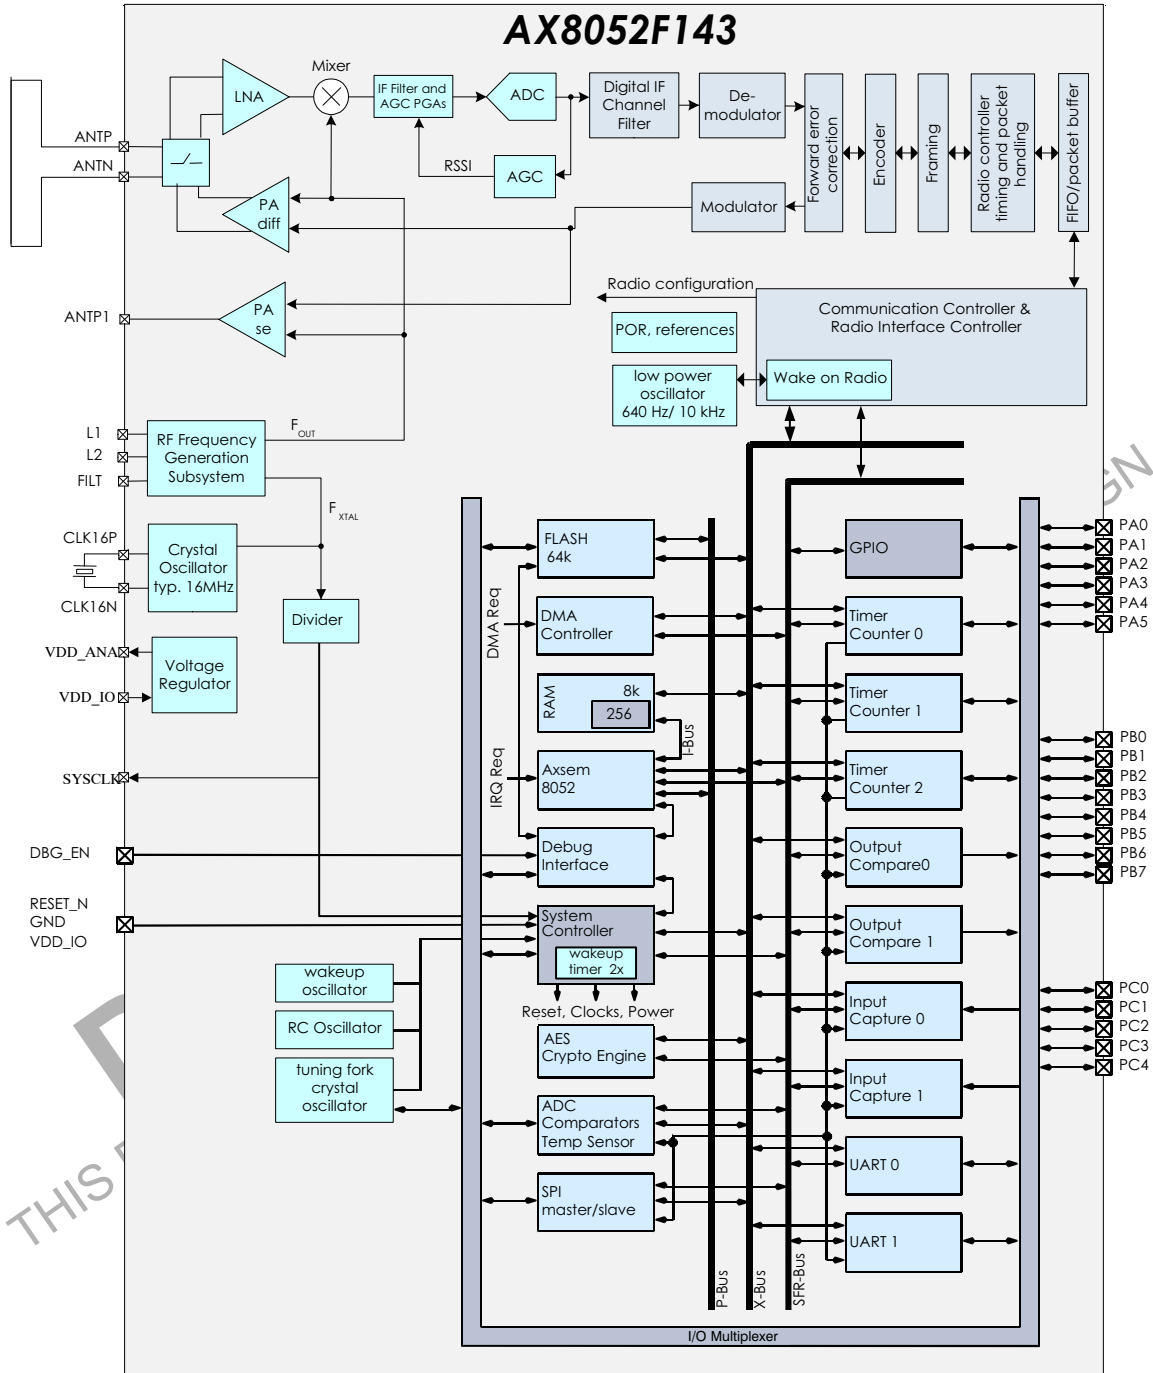 AX8052F143
Mixer
LNA
IF Filter and
AGC PGAs
ADC
Digital IF
Channel
Filter
De-
modulator
Forward error
correction
Encoder
Framing
Radio controller
timing and packet
handling
FIFO/packet buffer
ANTP
ANTN
RSSI
AGC
PA
diff
Modulator
ANTP1
PA
se
Radio configuration
Communication Controller &
Radio Interface Controller
POR, references
low power
oscillator
640 Hz/ 10 kHz
Wake on Radio
L1
L2
FILT
RF Frequency
Generation
Subsystem
FOUT
FXTAL
CLK16P
CLK16N
Crystal
Oscillator
typ. 16MHz
Divider
VDD_ANA
VDD_IO
Voltage
Regulator
SYSCLK
DBG_EN
RESET_N
GND
VDD_IO
wakeup
oscillator
RC Oscillator
tuning fork
crystal
oscillator
FLASH
64k
DMA Req
DMA
Controller
RAM
8k
256
I-Bus
IRQ Req
Axsem
8052
Debug
Interface
System
Controller
wakeup
timer 2x
Reset, Clocks, Power
AES
Crypto Engine
ADC
Comparators
Temp Sensor
SPI
master/slave
P-Bus
X-Bus
SFR-Bus
GPIO
Timer
Counter 0
Timer
Counter 1
Timer
Counter 2
Output
Compare0
Output
Compare 1
Input
Capture 0
Input
Capture 1
UART 0
UART 1
I/O Multiplexer
PA0
PA1
PA2
PA3
PA4
PA5
PB0
PB1
PB2
PB3
PB4
PB5
PB6
PB7
PC0
PC1
PC2
PC3
PC4
THIS